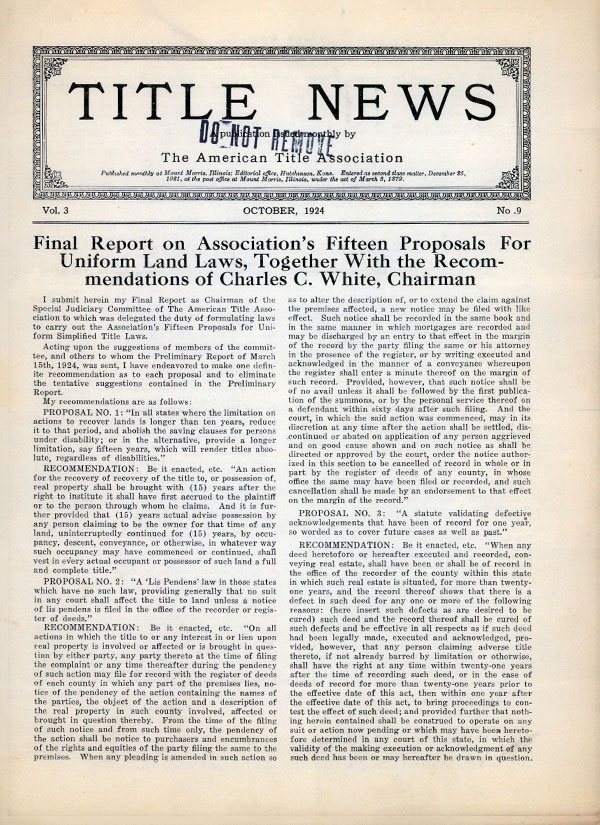 TITLE NEWS
A publication issued monthly by
DO NOT REMOVE
The American Title Association
Published monthly at Mount Morris, Illinois; Editorial office, Hutchinson, Kans. Entered as second class matter, December 25,
1921, at the post office at Mount Morris, Illinois, under the act of March 3, 1879.
Vol. 3 OCTOBER, 1924 No .9
Final Report on Association's Fifteen Proposals For
Uniform Land Laws, Together With the Recom-
mendations of Charles C. White, Chairman
I submit herein my Final Report as Chairman of the
Special Judiciary Committee of The American Title Asso-
ciation to which was delegated the duty of formulating laws
to carry out the Association's Fifteen Proposals for Uni-
form Simplified Title Laws.
Acting upon the suggestions of members of the commit-
tee, and others to whom the Preliminary Report of March
15th, 1924, was sent, I have endeavored to make one defin-
ite recommendation as to each proposal and to eliminate
the tentative suggestions contained in the Preliminary
Report.
My recommendations are as follows:
PROPOSAL NO. 1: "In all states where the limitation on
actions to recover lands is longer than ten years, reduce
it to that period, and abolish the saving clauses for persons
under disability; or in the alternative, provide a longer
limitation, say fifteen years, which will render titles abso-
lute, regardless of disabilities."
RECOMMENDATION: Be it enacted, etc. "An action
for the recovery of recovery of the title to, or possession of,
real property shall be brought with (15) years after the
right to institute it shall have first accrued to the plaintiff
or to the person through whom he claims. And it is fur-
ther provided that (15) years actual advise possession by
any person claiming to be the owner for that time of any
land, uninterruptedly continued for (15) years, by occu-
pancy, descent, conveyance, or otherwise, in whatever way
such occupancy may have commenced or continued, shall
vest in every actual occupant or possessor of such land a full
and complete title."
PROPOSAL NO. 2: "A 'Lis Pendens' law in those states
which have no such law, providing generally that no suit
in any court shall affect the title to land unless a notice
of lis pendens is filed in the office of the recorder or regis-
ter of deeds."
RECOMMENDATION: Be it enacted, etc. "On all
actions in which the title to or any interest in or lien upon
real property is involved or affected or is brought in ques-
tion by either party, any party thereto at the time of filing
the complaint or any time thereafter during the pendency
of such action may file for record with the register of deeds
of each county in which any part of the premises lies, no-
tice of the pendency of the action containing the names of
the parties, the object of the action and a description of
the real property in such county involved, affected or
brought in question thereby. From the time of the filing
of such notice and from such time only, the pendency of
the action shall be notice to purchasers and encumbrances
of the rights and equities of the party filing the same to the
premises. When any pleading is amended in such action so
as to alter the description of, or to extend the claim against
the premises affected, a new notice may be filed with like
effect. Such notice shall be recorded in the same book and
in the same manner in which mortgages are recorded and
may be discharged by an entry to that effect in the margin
of the record by the party filing the same or his attorney
in the presence of the register, or by writing executed and
acknowledged in the manner of a conveyance whereupon
the register shall enter a minute thereof on the margin of
such record. Provided, however, that such notice shall be
of no avail unless it shall be followed by the first publica-
tion of the summons, or by the personal service thereof on
a defendant within sixty days after such filing. And the
court, in which the said action was commenced, may in its
discretion at any time after the action shall be settled, dis-
continued or abated on application of any person aggrieved
and on good cause shown and on such notice as shall be
directed or approved by the court, order the notice author-
ized in this section to be cancelled of record in whole or in
part by the register of deeds of any county, in whose
office the same may have been filed or recorded, and such
cancellation shall be made by an endorsement to that effect
on the margin of the record."
PROPOSAL NO. 3: "A statute validating defective
acknowledgements that have been of record for one year,
so worded as to cover future cases as well as past."
RECOMMENDATION: Be it enacted, etc. "When any
deed heretofore or hereafter executed and recorded, con-
veying real estate, shall have been or shall be of record in
the office of the recorder of the county within this state
in which such real estate is situated, for more than twenty-
one years, and the record thereof shows that there is a
defect in such deed for any one or more of the following
reasons: (here insert such defects as are desired to be
cured) such deed and the record thereof shall be cured of
such defects and be effective in all respects as if such deed
had been legally made, executed and acknowledged, pro-
vided, however, that any person claiming adverse title
thereto, if not already barred by limitation or otherwise,
shall have the right at any time within twenty-one years
after the time of recording such deed, or in the case of
deeds of record for more than twenty-one years prior to
the effective date of this act, then within one year after
the effective date of this act, to bring proceedings to con-
test the effect of such deed; and provided further that noth-
ing herein contained shall be construed to operate on any
suit or action now pending or which may have been hereto-
fore determined in any court of this state, in which the
validity of the making execution or acknowledgment of any
such deed has been or may hereafter be drawn in question.